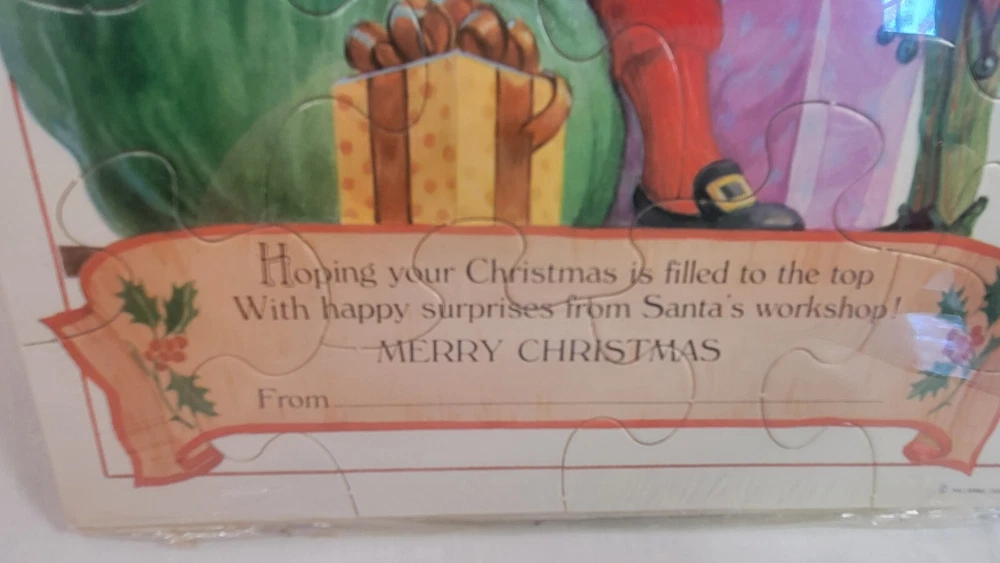 Hoping your Christmas is filled to the top
With happy surprises from Santa's workshop!
MERRY CHRISTMAS
From